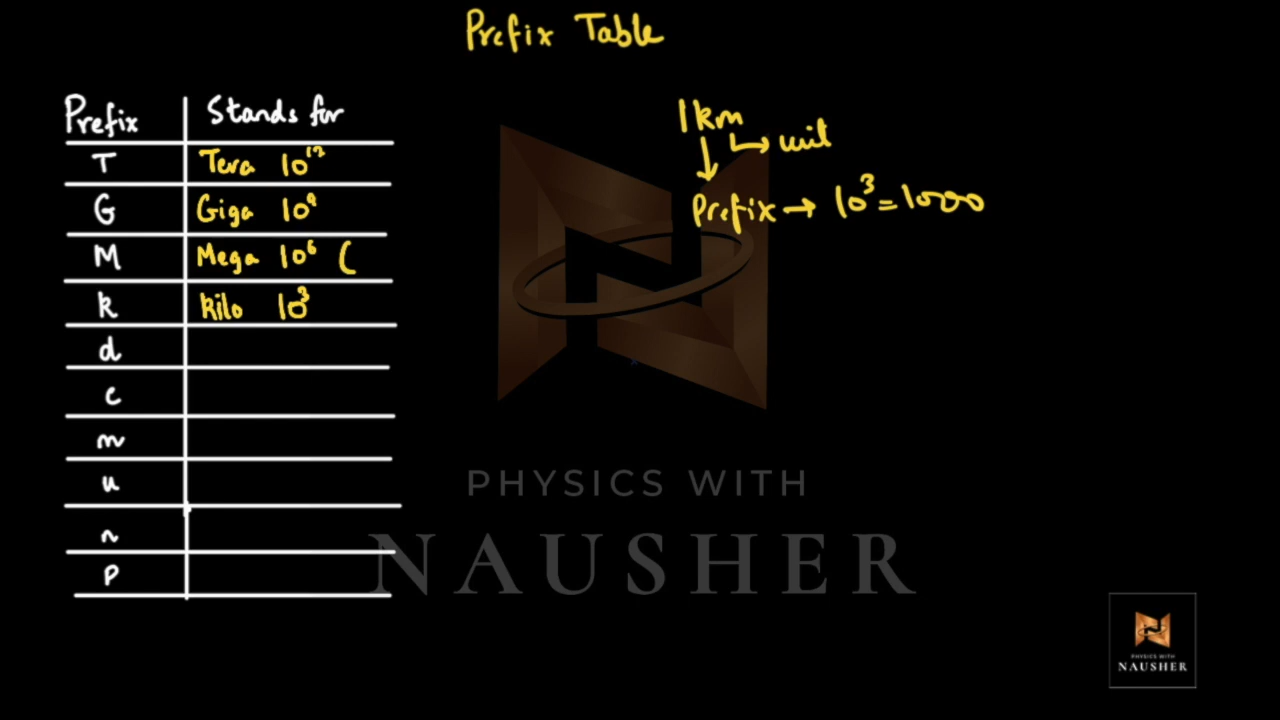 Prefix Table
Prefix Stands for
T Tera 10¹²
G Giga 10⁹
M Mega 10⁶ (
k kilo 10³
d
c
m
u
n
p
1km
unit
Prefix → 10³=1000
PHYSICS WITH
NAUSHER
PHYSICS WITH
NAUSHER